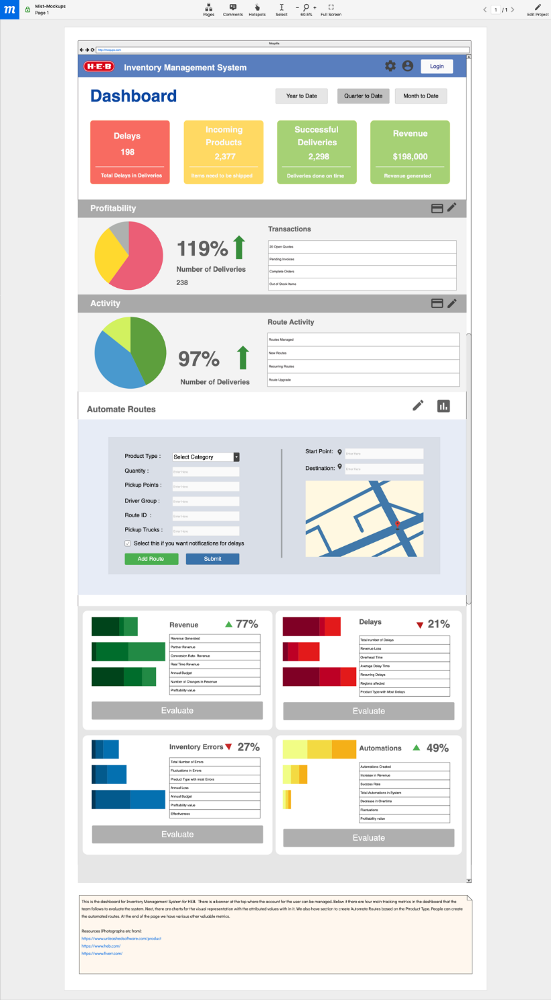 Mist-Mockups
Page 1
Pages
Comments
Hotspots
Select
- +
60.5%
Full Screen
1 / 1
Edit Project
Moqzilla
http://moqups.com
H-E-B
Inventory Management System
Login
Dashboard
Year to Date
Quarter to Date
Month to Date
Delays
198
Total Delays in Deliveries
Incoming
Products
2,377
Items need to be shipped
Successful
Deliveries
2,298
Deliveries done on time
Revenue
$198,000
Revenue generated
Profitability
119%
Number of Deliveries
238
Transactions
20 Open Quotes
Pending Invoices
Complete Orders
Out of Stock Items
Activity
97%
Number of Deliveries
Route Activity
Routes Managed
New Routes
Recurring Routes
Route Upgrade
Automate Routes
Product Type :
Select Category
Quantity :
Enter Here
Pickup Points :
Enter Here
Driver Group :
Enter Here
Route ID :
Enter Here
Pickup Trucks :
Enter Here
Select this if you want notifications for delays
Add Route
Submit
Start Point:
Enter Here
Destination:
Enter Here
Revenue
77%
Revenue Generated
Partner Revenue
Conversion Rate- Revenue
Real Time Revenue
Annual Budget
Number of Changes in Revenue
Profitability value
Evaluate
Delays
21%
Total number of Delays
Revenue Loss
Overhead Time
Average Delay Time
Recurring Delays
Regions affected
Product Type with Most Delays
Evaluate
Inventory Errors
27%
Total Number of Errors
Fluctuations in Errors
Product Type with most Errors
Annual Loss
Annual Budget
Profitability value
Effectiveness
Evaluate
Automations
49%
Automations Created
Increase in Revenue
Success Rate
Total Automations in System
Decrease in Overtime
Fluctuations
Profitability value
Evaluate
This is the dashboard for Inventory Management System for HEB. There is a banner at the top where the account for the user can be managed. Below it there are four main tracking metrics in the dashboard that the
team follows to evaluate the system. Next, there are charts for the visual representation with the attributed values with in it. We also have section to create Automate Routes based on the Product Type. People can create
the automated routes. At the end of the page we have various other valuable metrics.
Resources (Photographs etc from):
https://www.unleashedsoftware.com/product
https://www.heb.com/
https://www.fiverr.com/